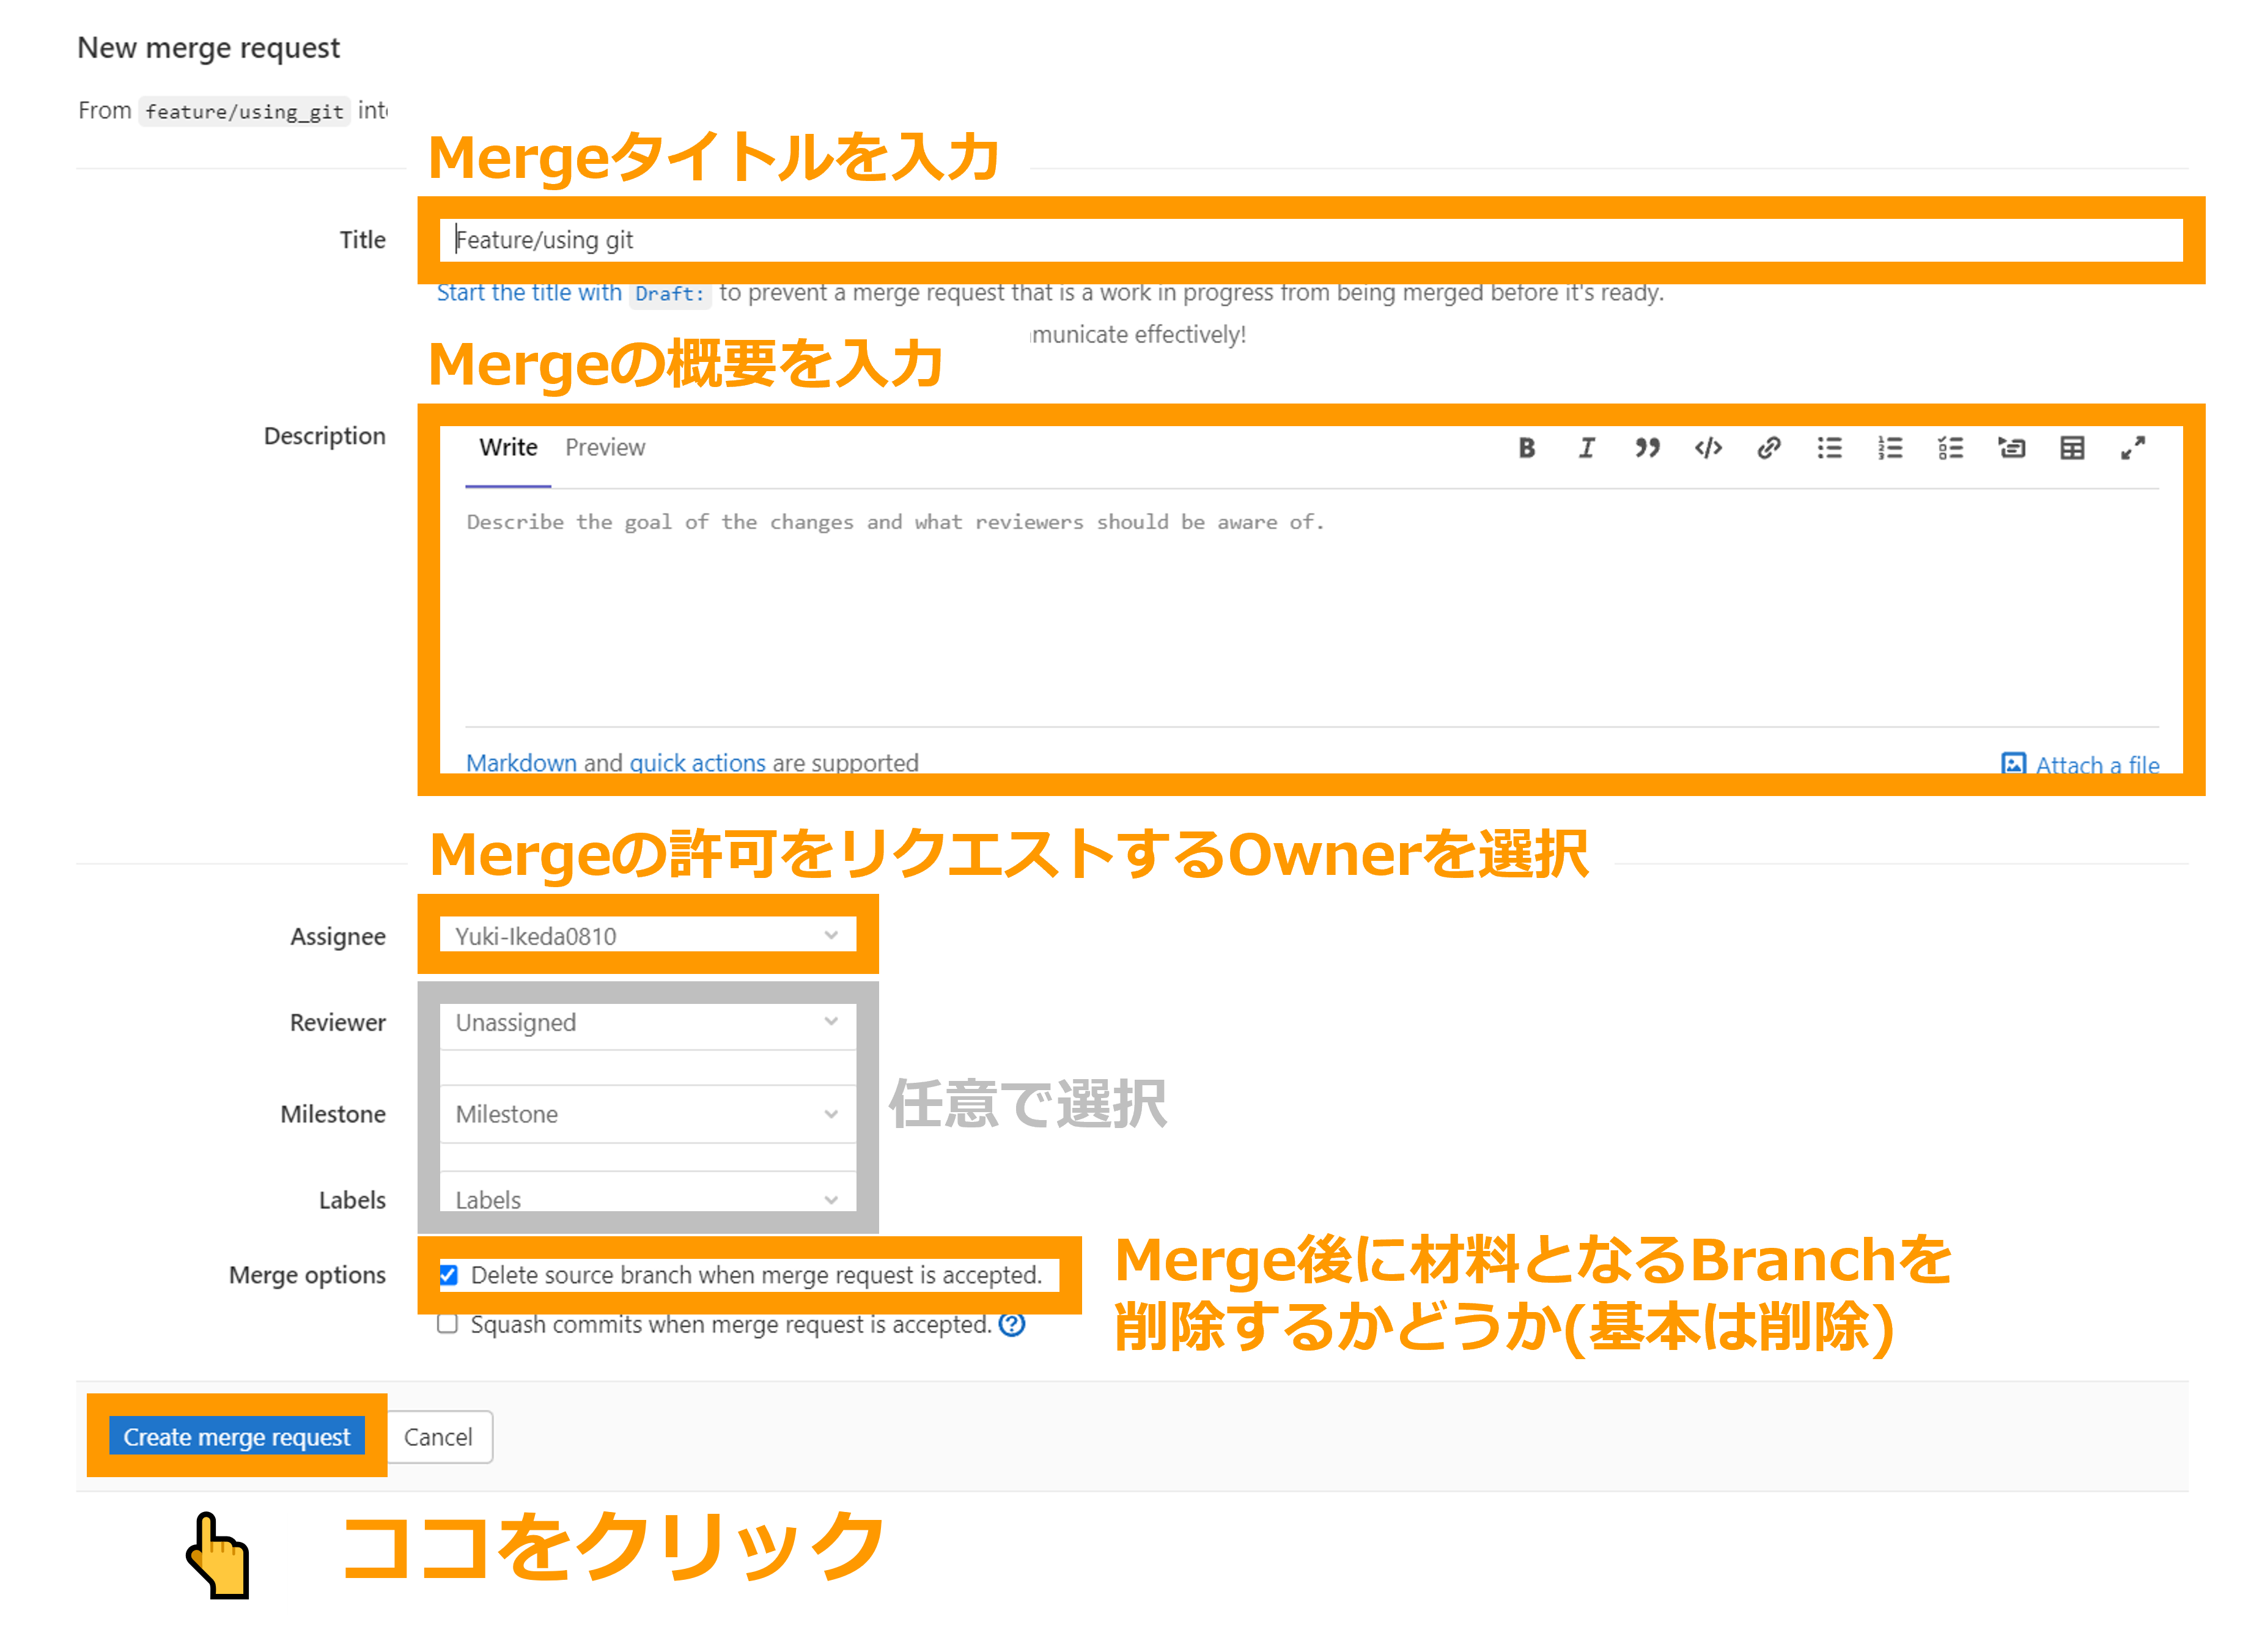 New merge request
From feature/using_git
Mergeタイトルを入力
Title
Feature/using git
Start the title with Draft: to prevent a merge request that is a work in progress from being merged before it's ready.
effectively!
Mergeの概要を入力
Description
Write Preview
Describe the goal of the changes and what reviewers should be aware of.
Markdown and quick actions are supported
Attach a file
Mergeの許可をリクエストするOwnerを選択
Assignee
Yuki-Ikeda0810
Reviewer
Unassigned
任意で選択
Milestone
Milestone
Labels
Labels
Merge options
Delete source branch when merge request is accepted.
Squash commits when merge request is accepted.
Merge後に材料となるBranchを
削除するかどうか(基本は削除)
Create merge request
Cancel
ココをクリック